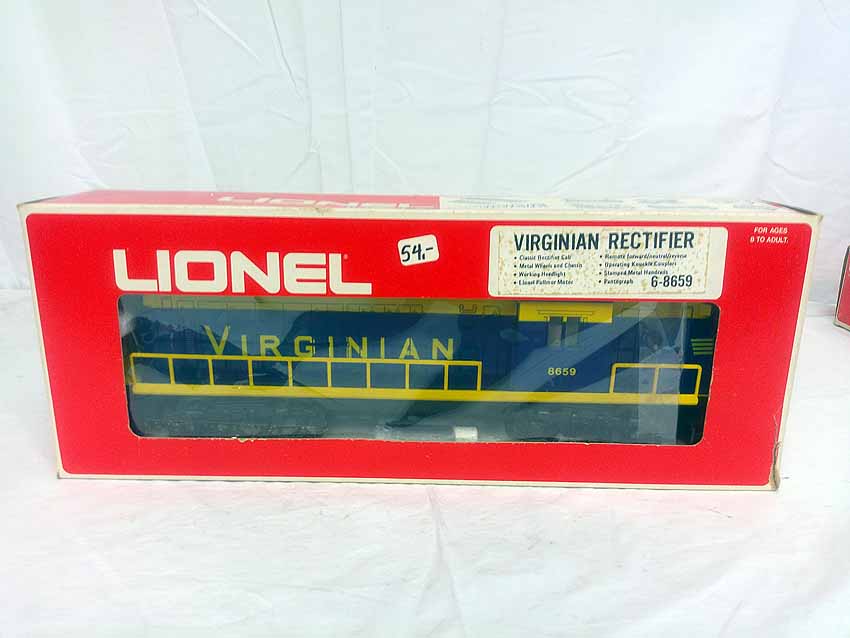 LIONEL
54.-
VIRGINIAN RECTIFIER
• Classic Rectifier Cab
• Metal Wheels and Chassis
• Working Headlight
• Lionel Pullmor Motor
• Remote forward/neutral/reverse
• Operating Knuckle Couplers
• Stamped Metal Handrails
• Pantograph
6-8659
FOR AGES
8 TO ADULT.
VIRGINIAN
8659